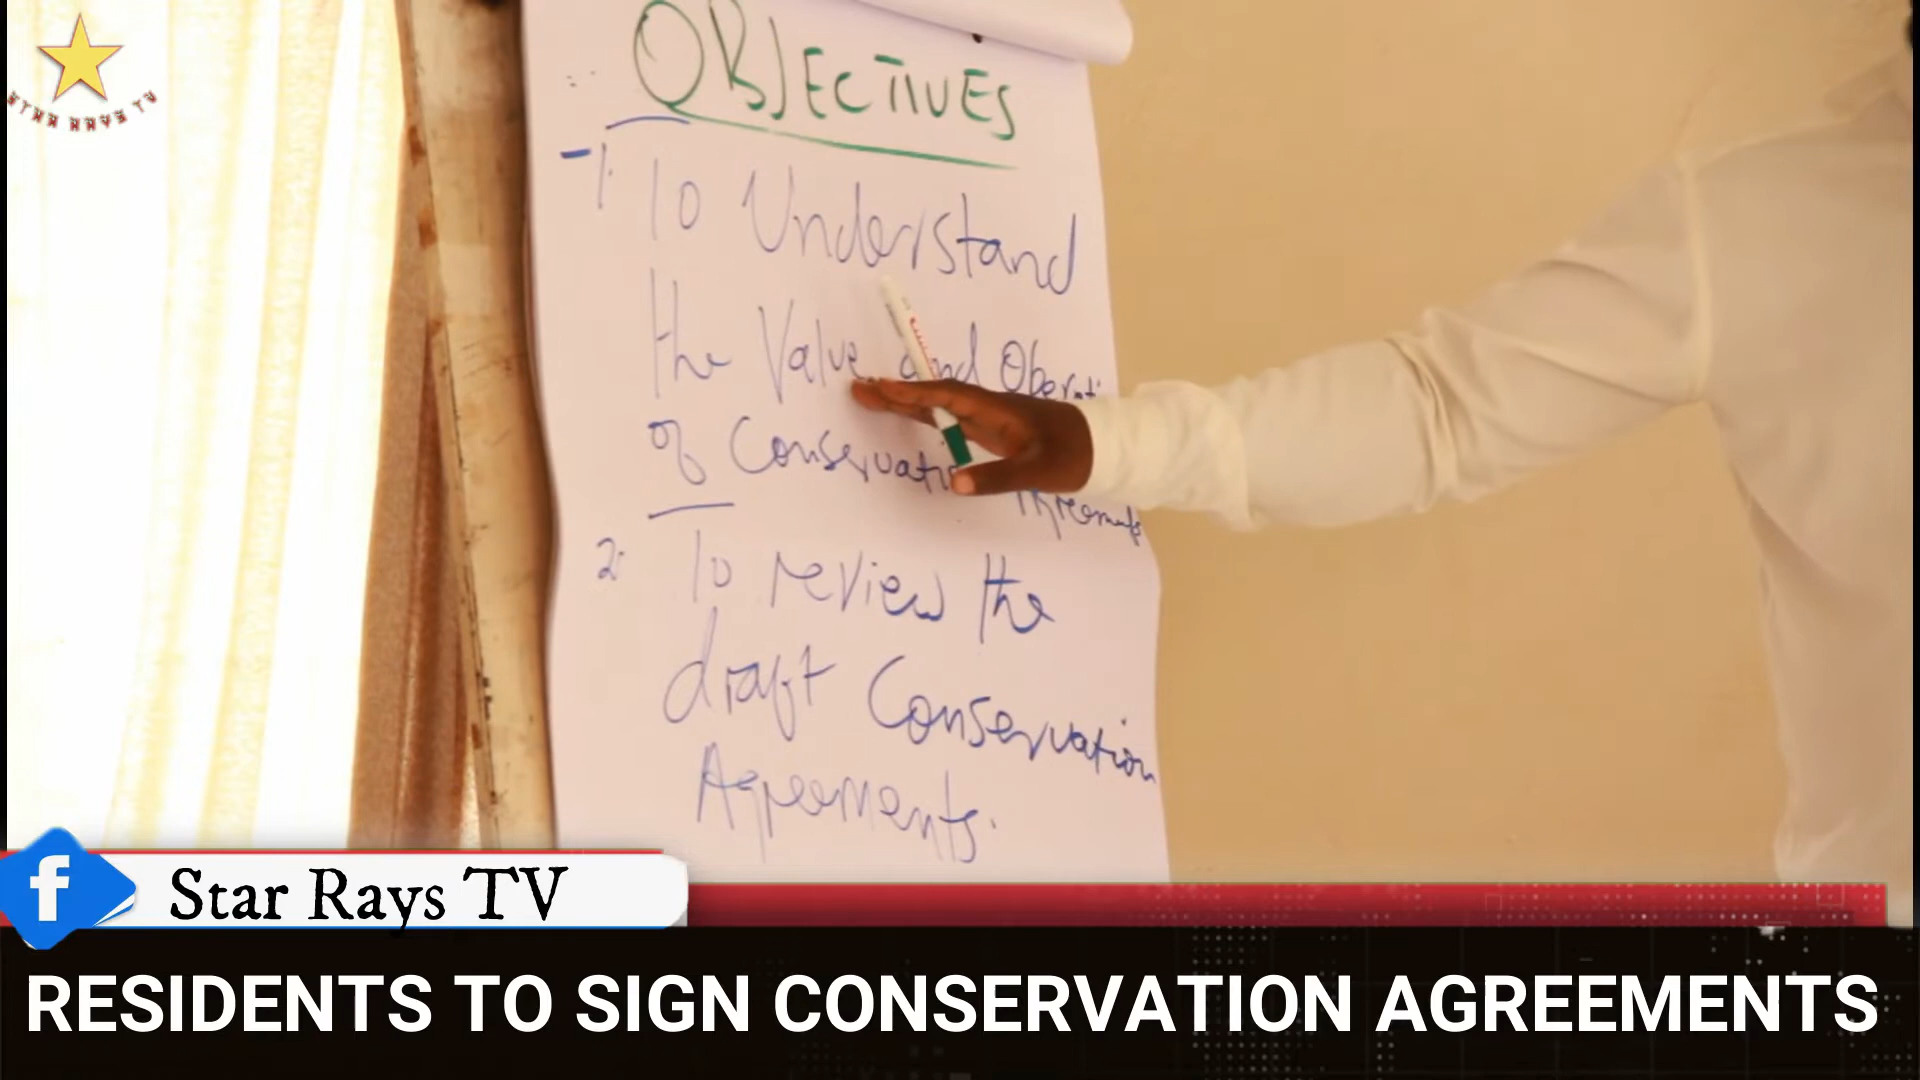 STAR RAYS TV
OBJECTIVES
1. To Understand
the Value and
of Conservation Agreements
2. To review the
draft Conservation
Agreements.
f Star Rays TV
RESIDENTS TO SIGN CONSERVATION AGREEMENTS